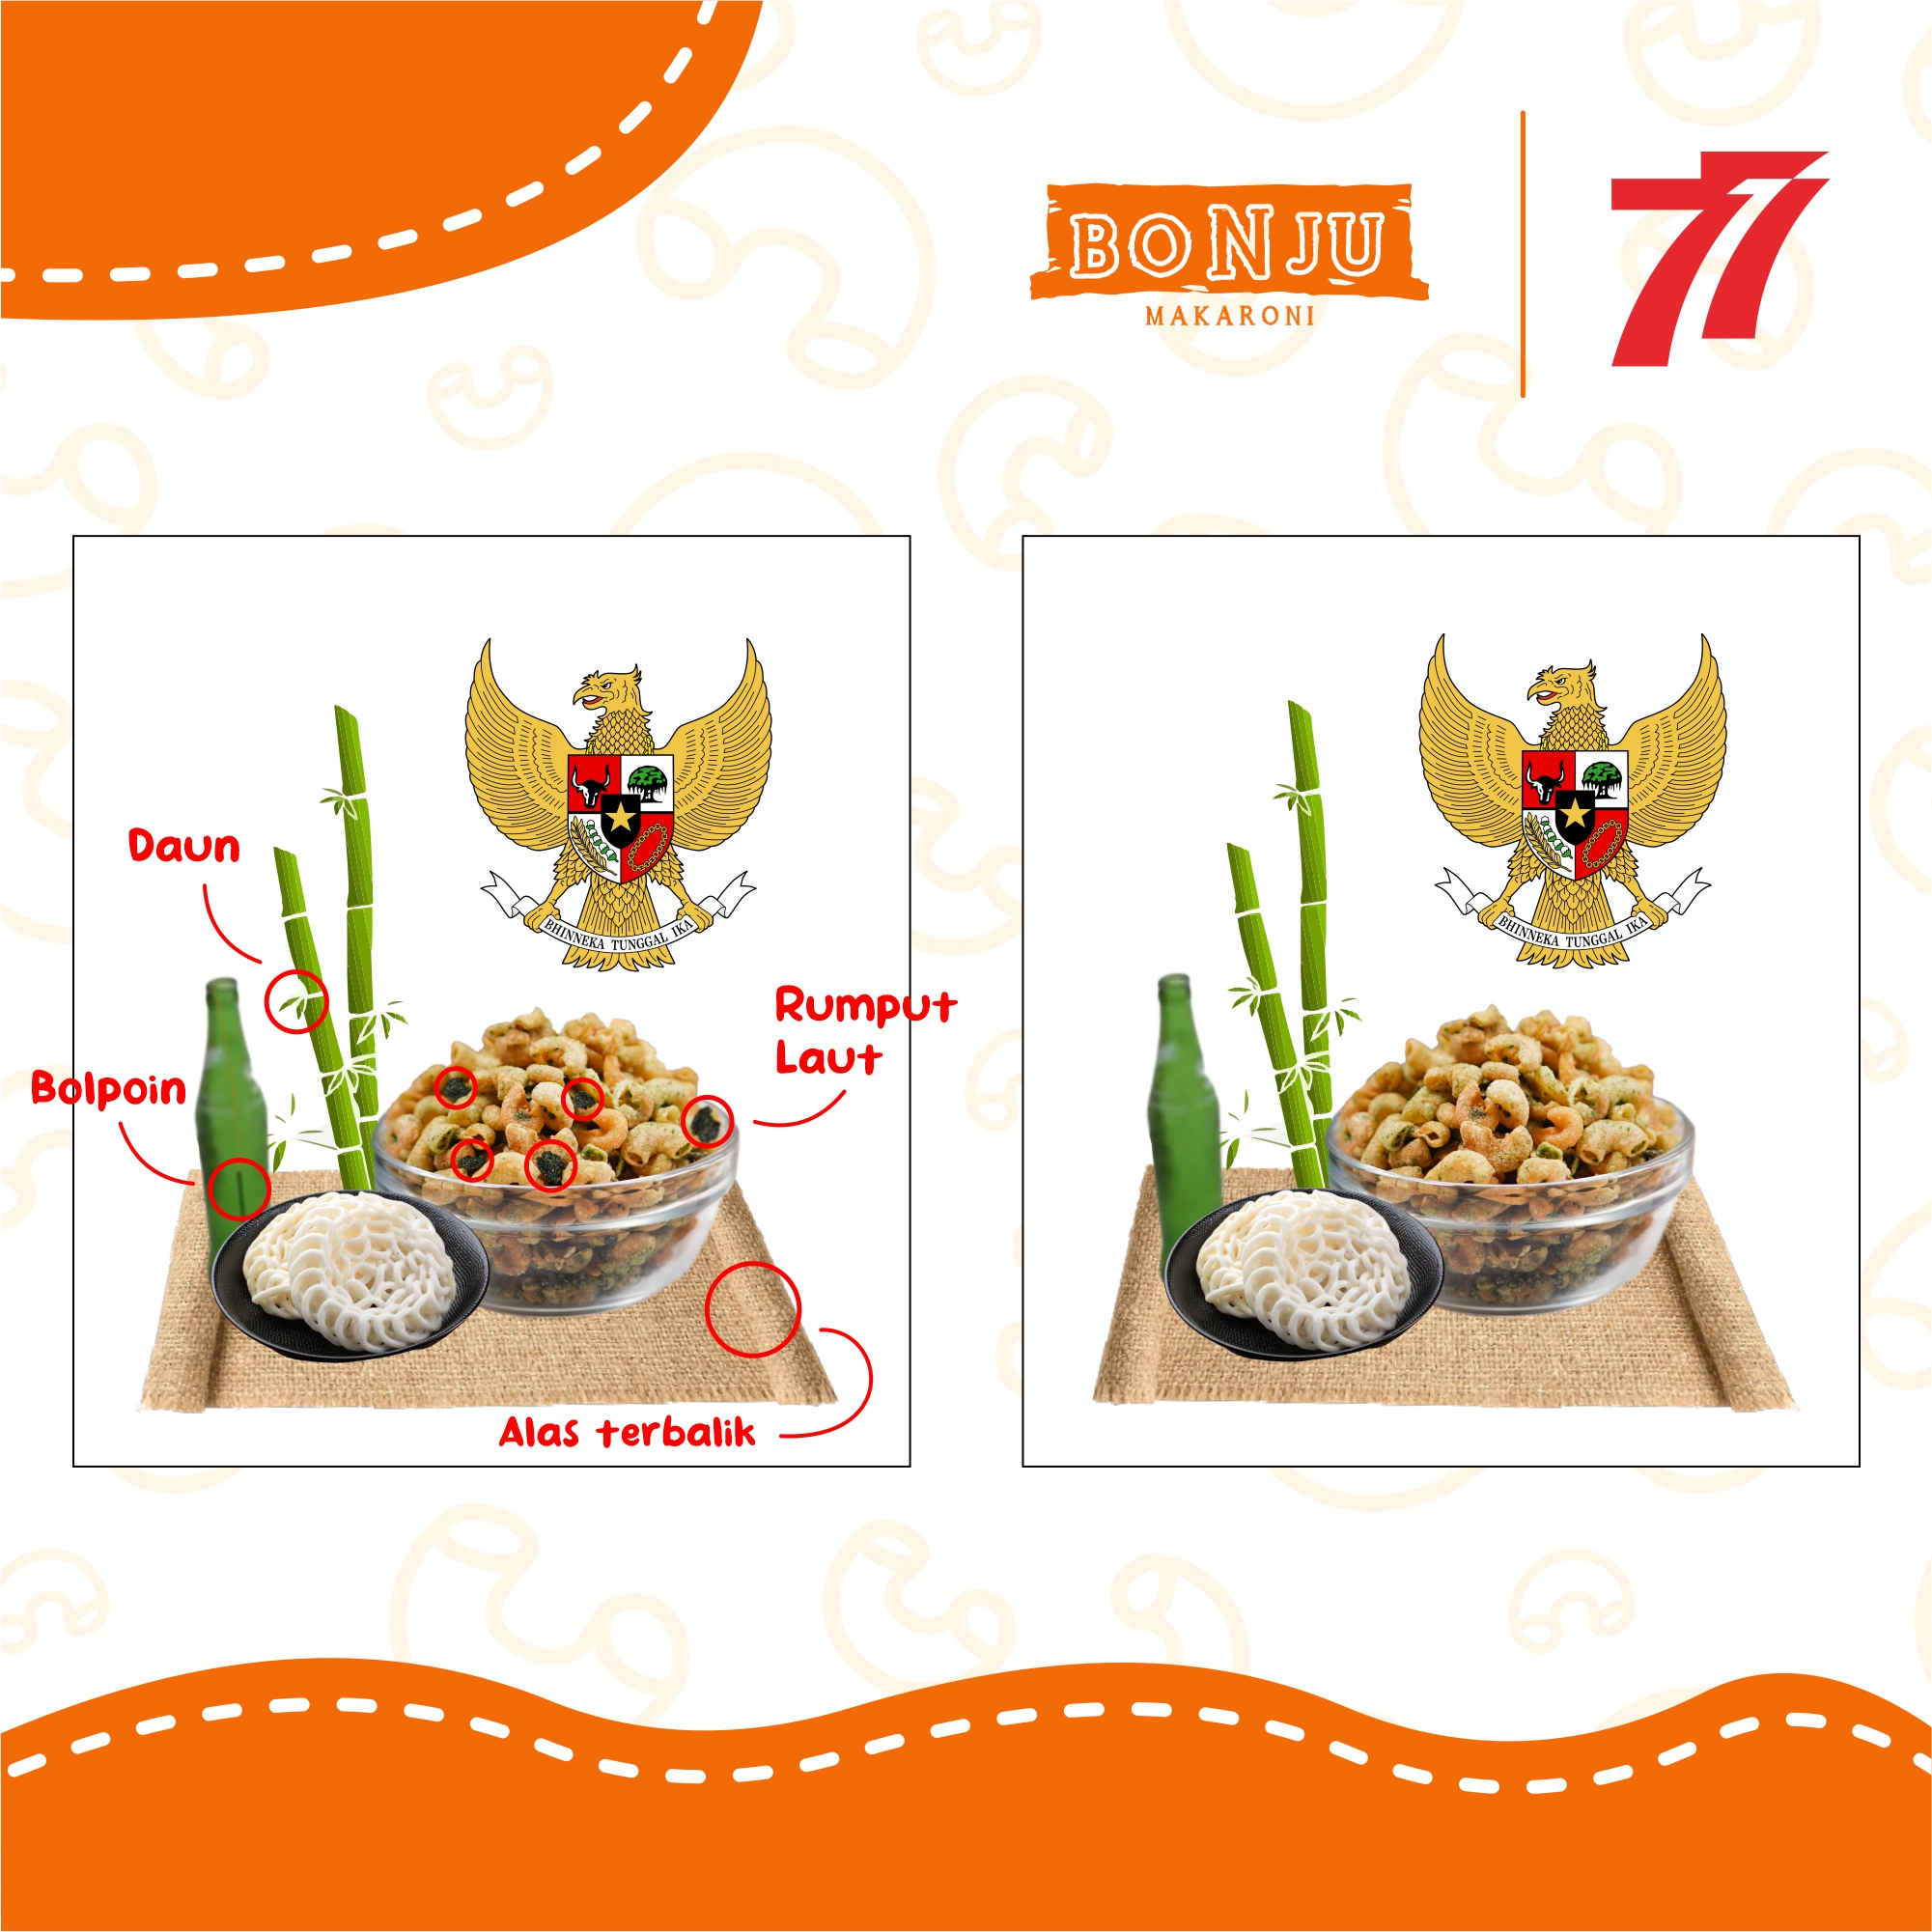 BONJU
MAKARONI
77
Daun
BHINNEKA TUNGGAL IKA
Rumput
Laut
Bolpoin
Alas terbalik
BHINNEKA TUNGGAL IKA